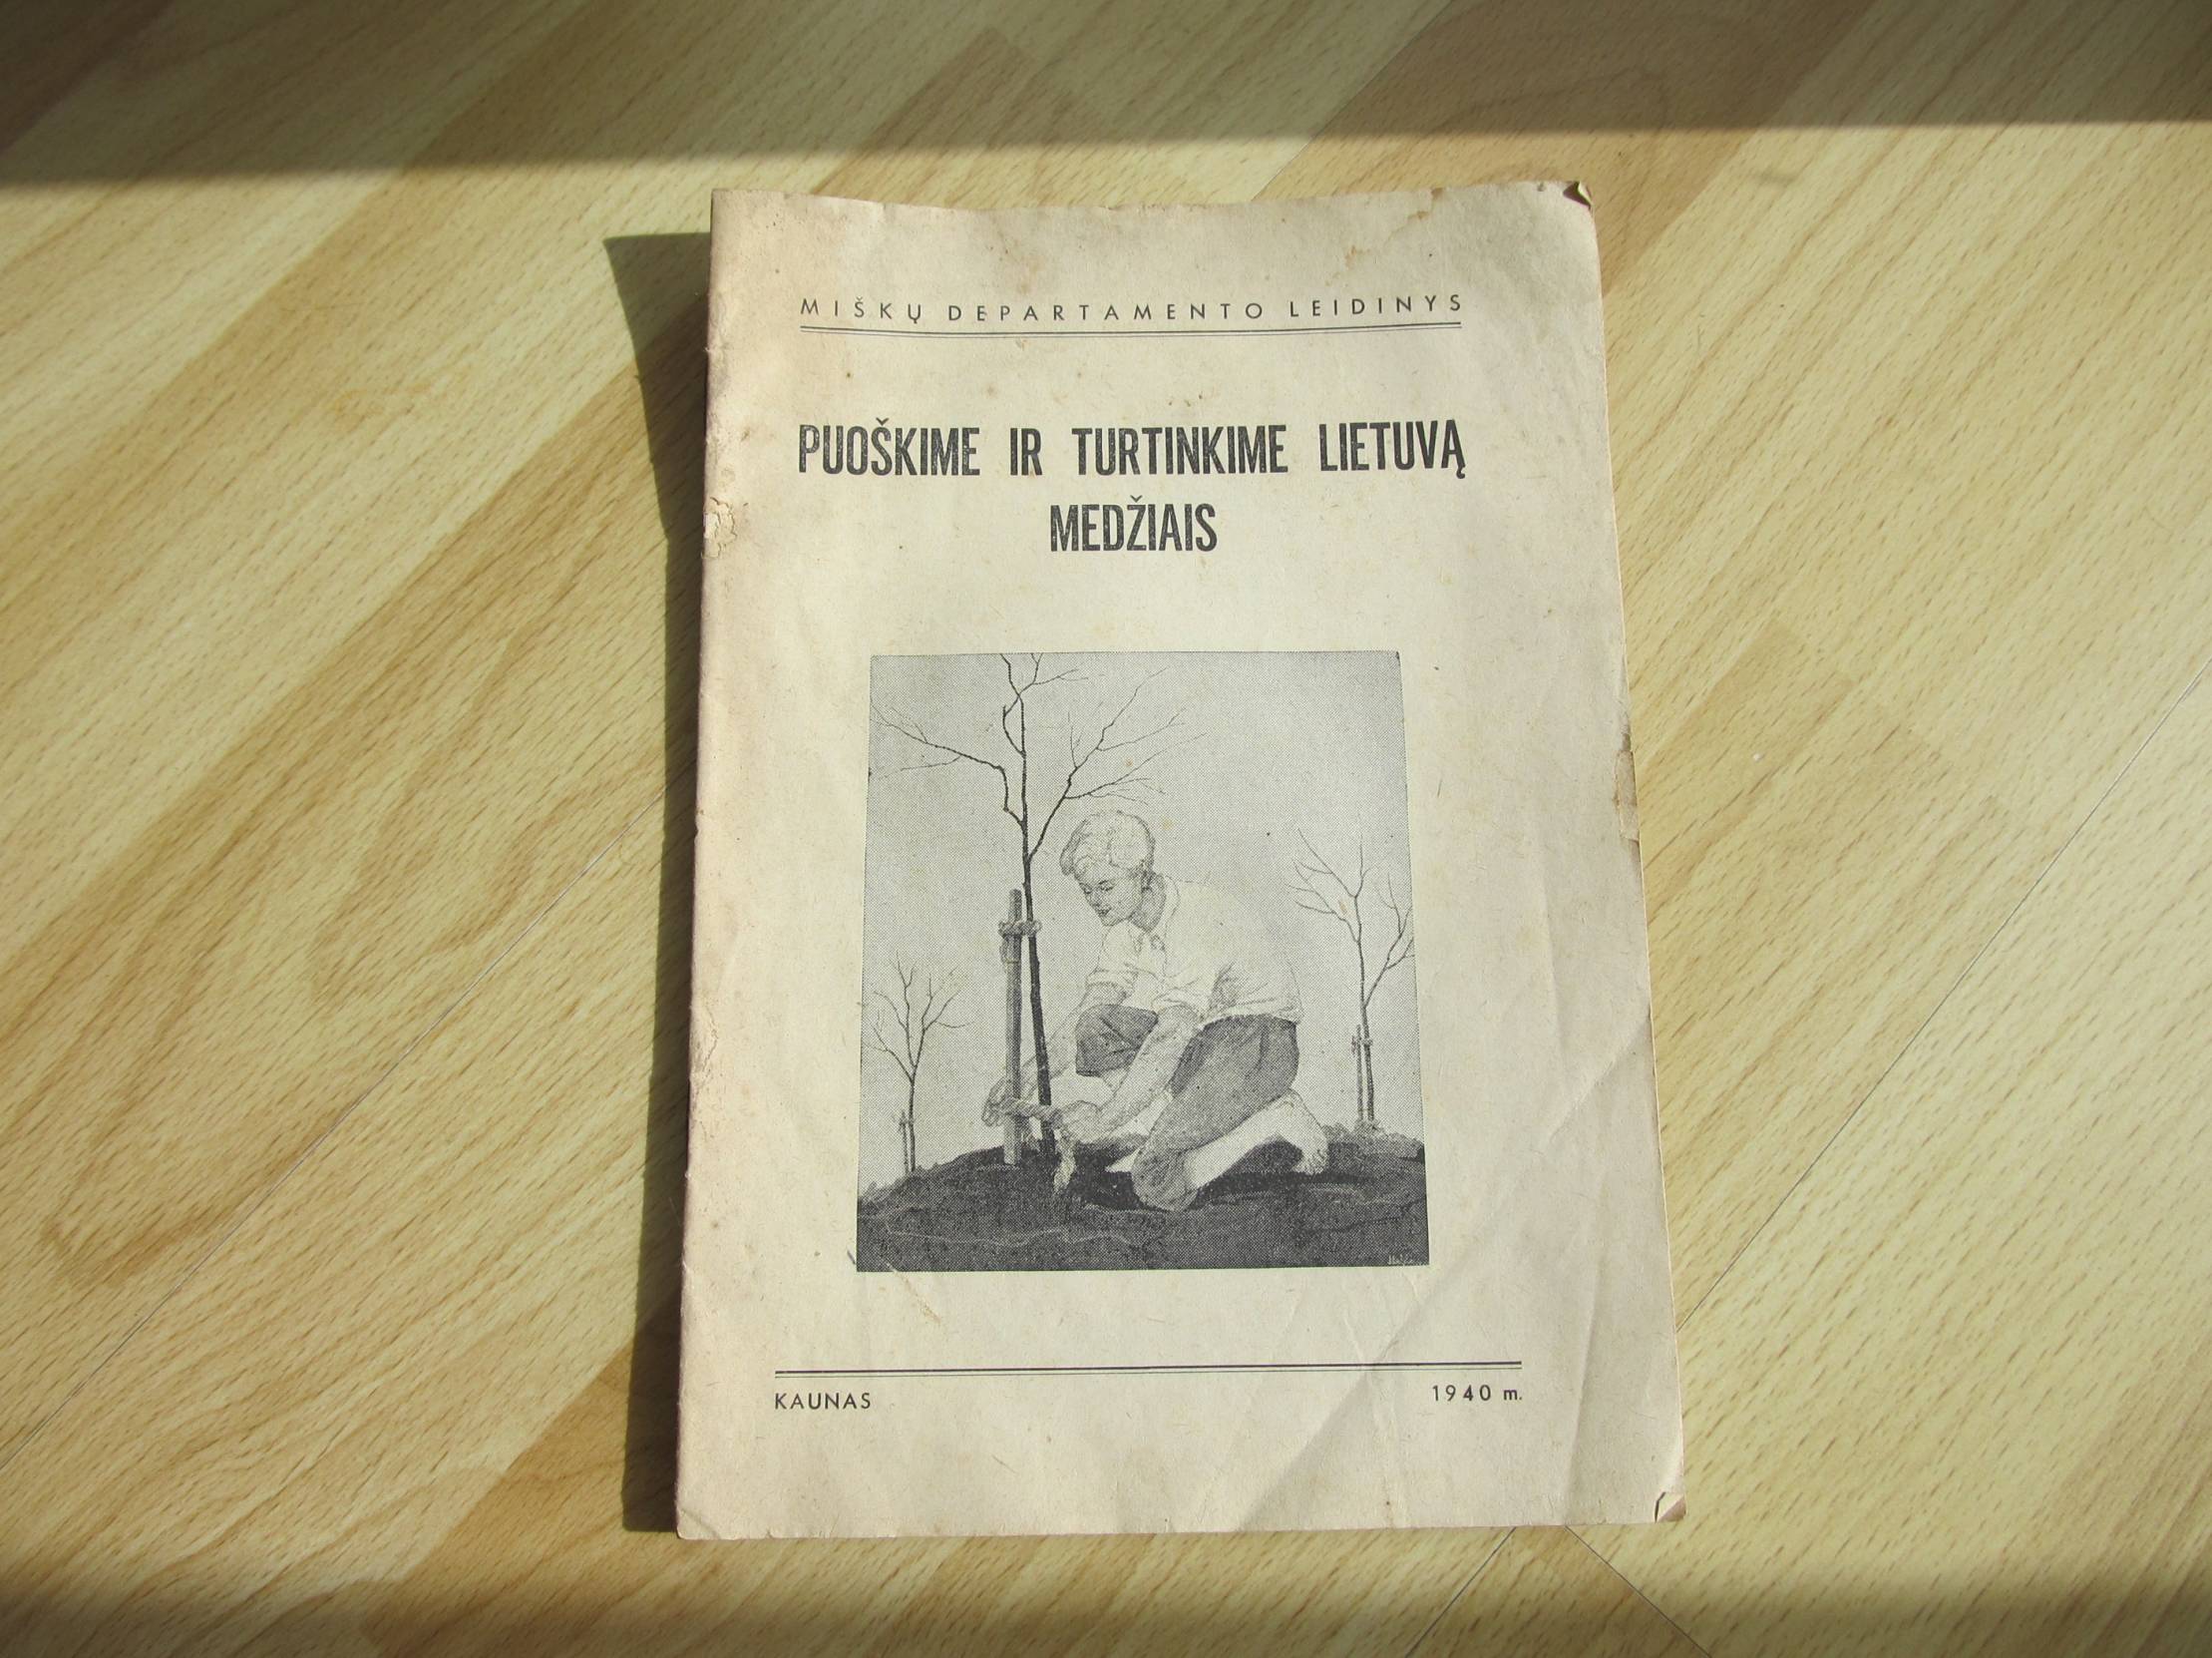 MIŠKŲ DEPARTAMENTO LEIDINYS
PUOŠKIME IR TURTINKIME LIETUVĄ
MEDŽIAIS
KAUNAS
1940 m.